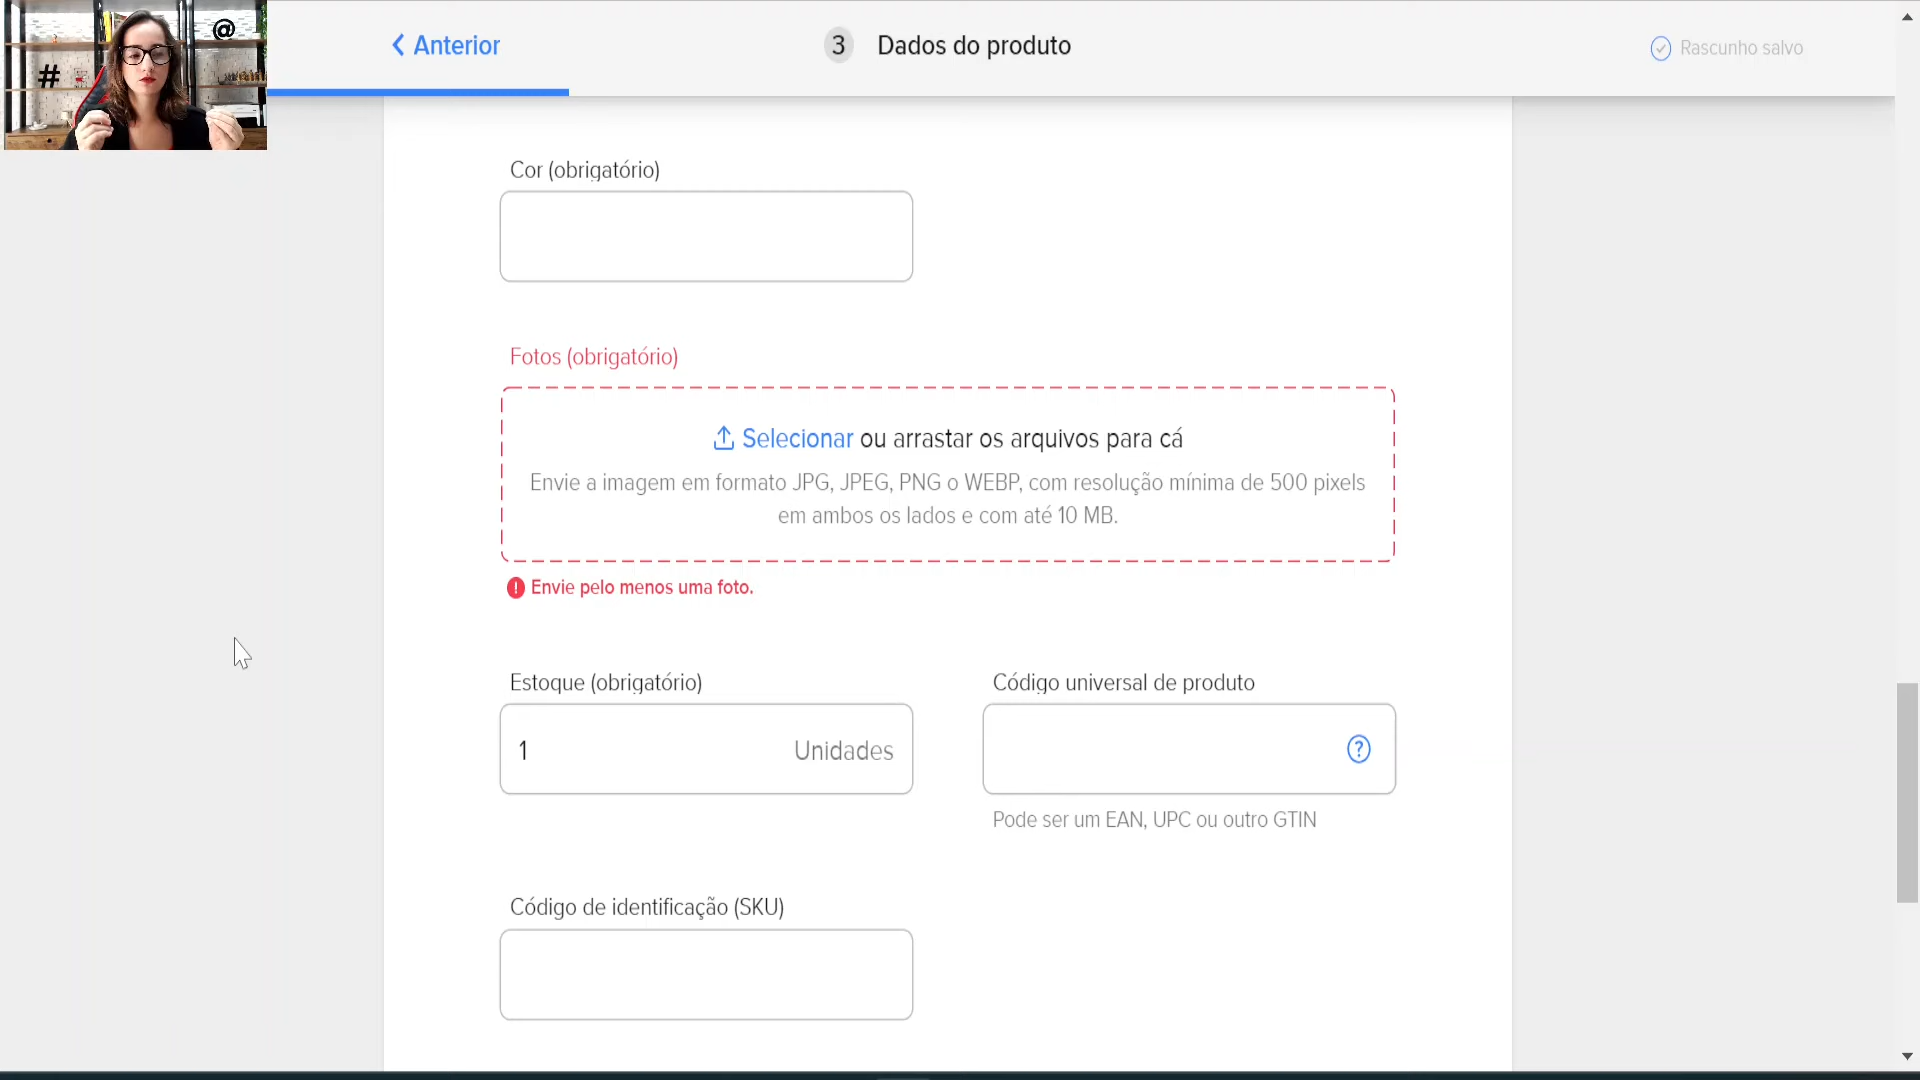 @
#
Anterior
3 Dados do produto
Rascunho salvo
Cor (obrigatório)
Fotos (obrigatório)
Selecionar ou arrastar os arquivos para cá
Envie a imagem em formato JPG, JPEG, PNG o WEBP, com resolução mínima de 500 pixels
em ambos os lados e com até 10 MB.
! Envie pelo menos uma foto.
Estoque (obrigatório)
1 Unidades
Código universal de produto
?
Pode ser um EAN, UPC ou outro GTIN
Código de identificação (SKU)